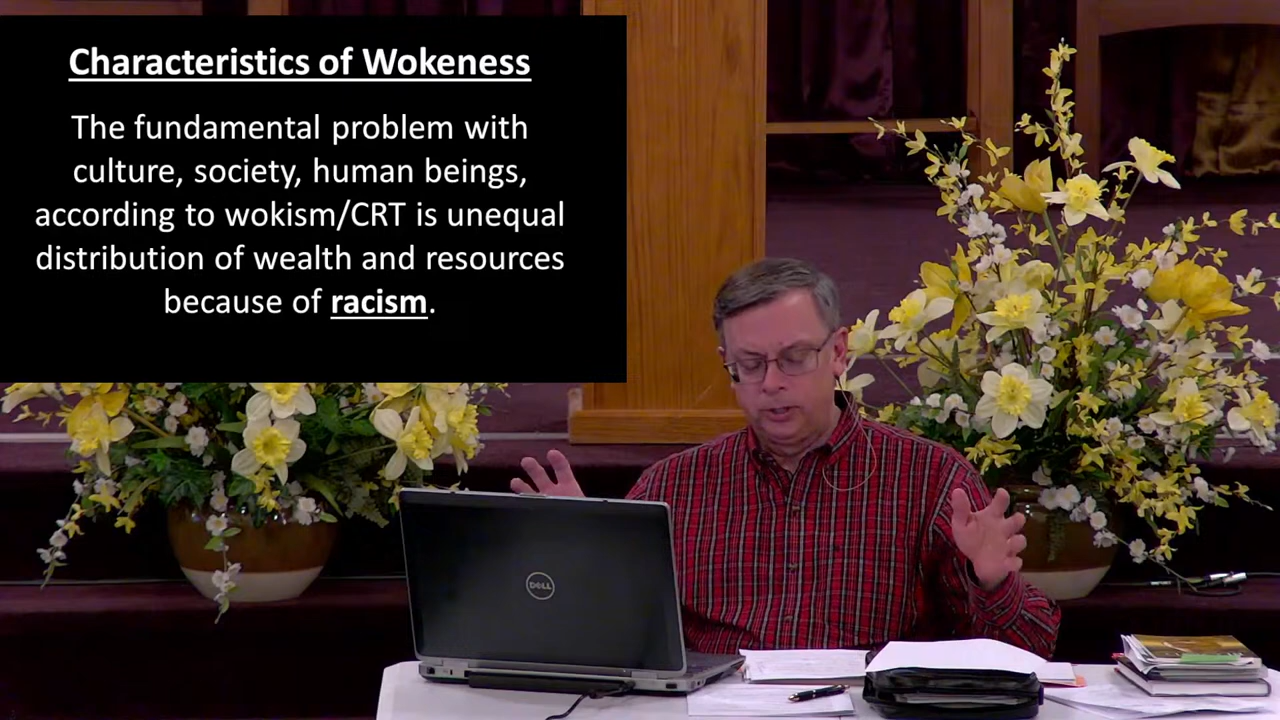 Characteristics of Wokeness
The fundamental problem with
culture, society, human beings,
according to wokism/CRT is unequal
distribution of wealth and resources
because of racism.
DELL